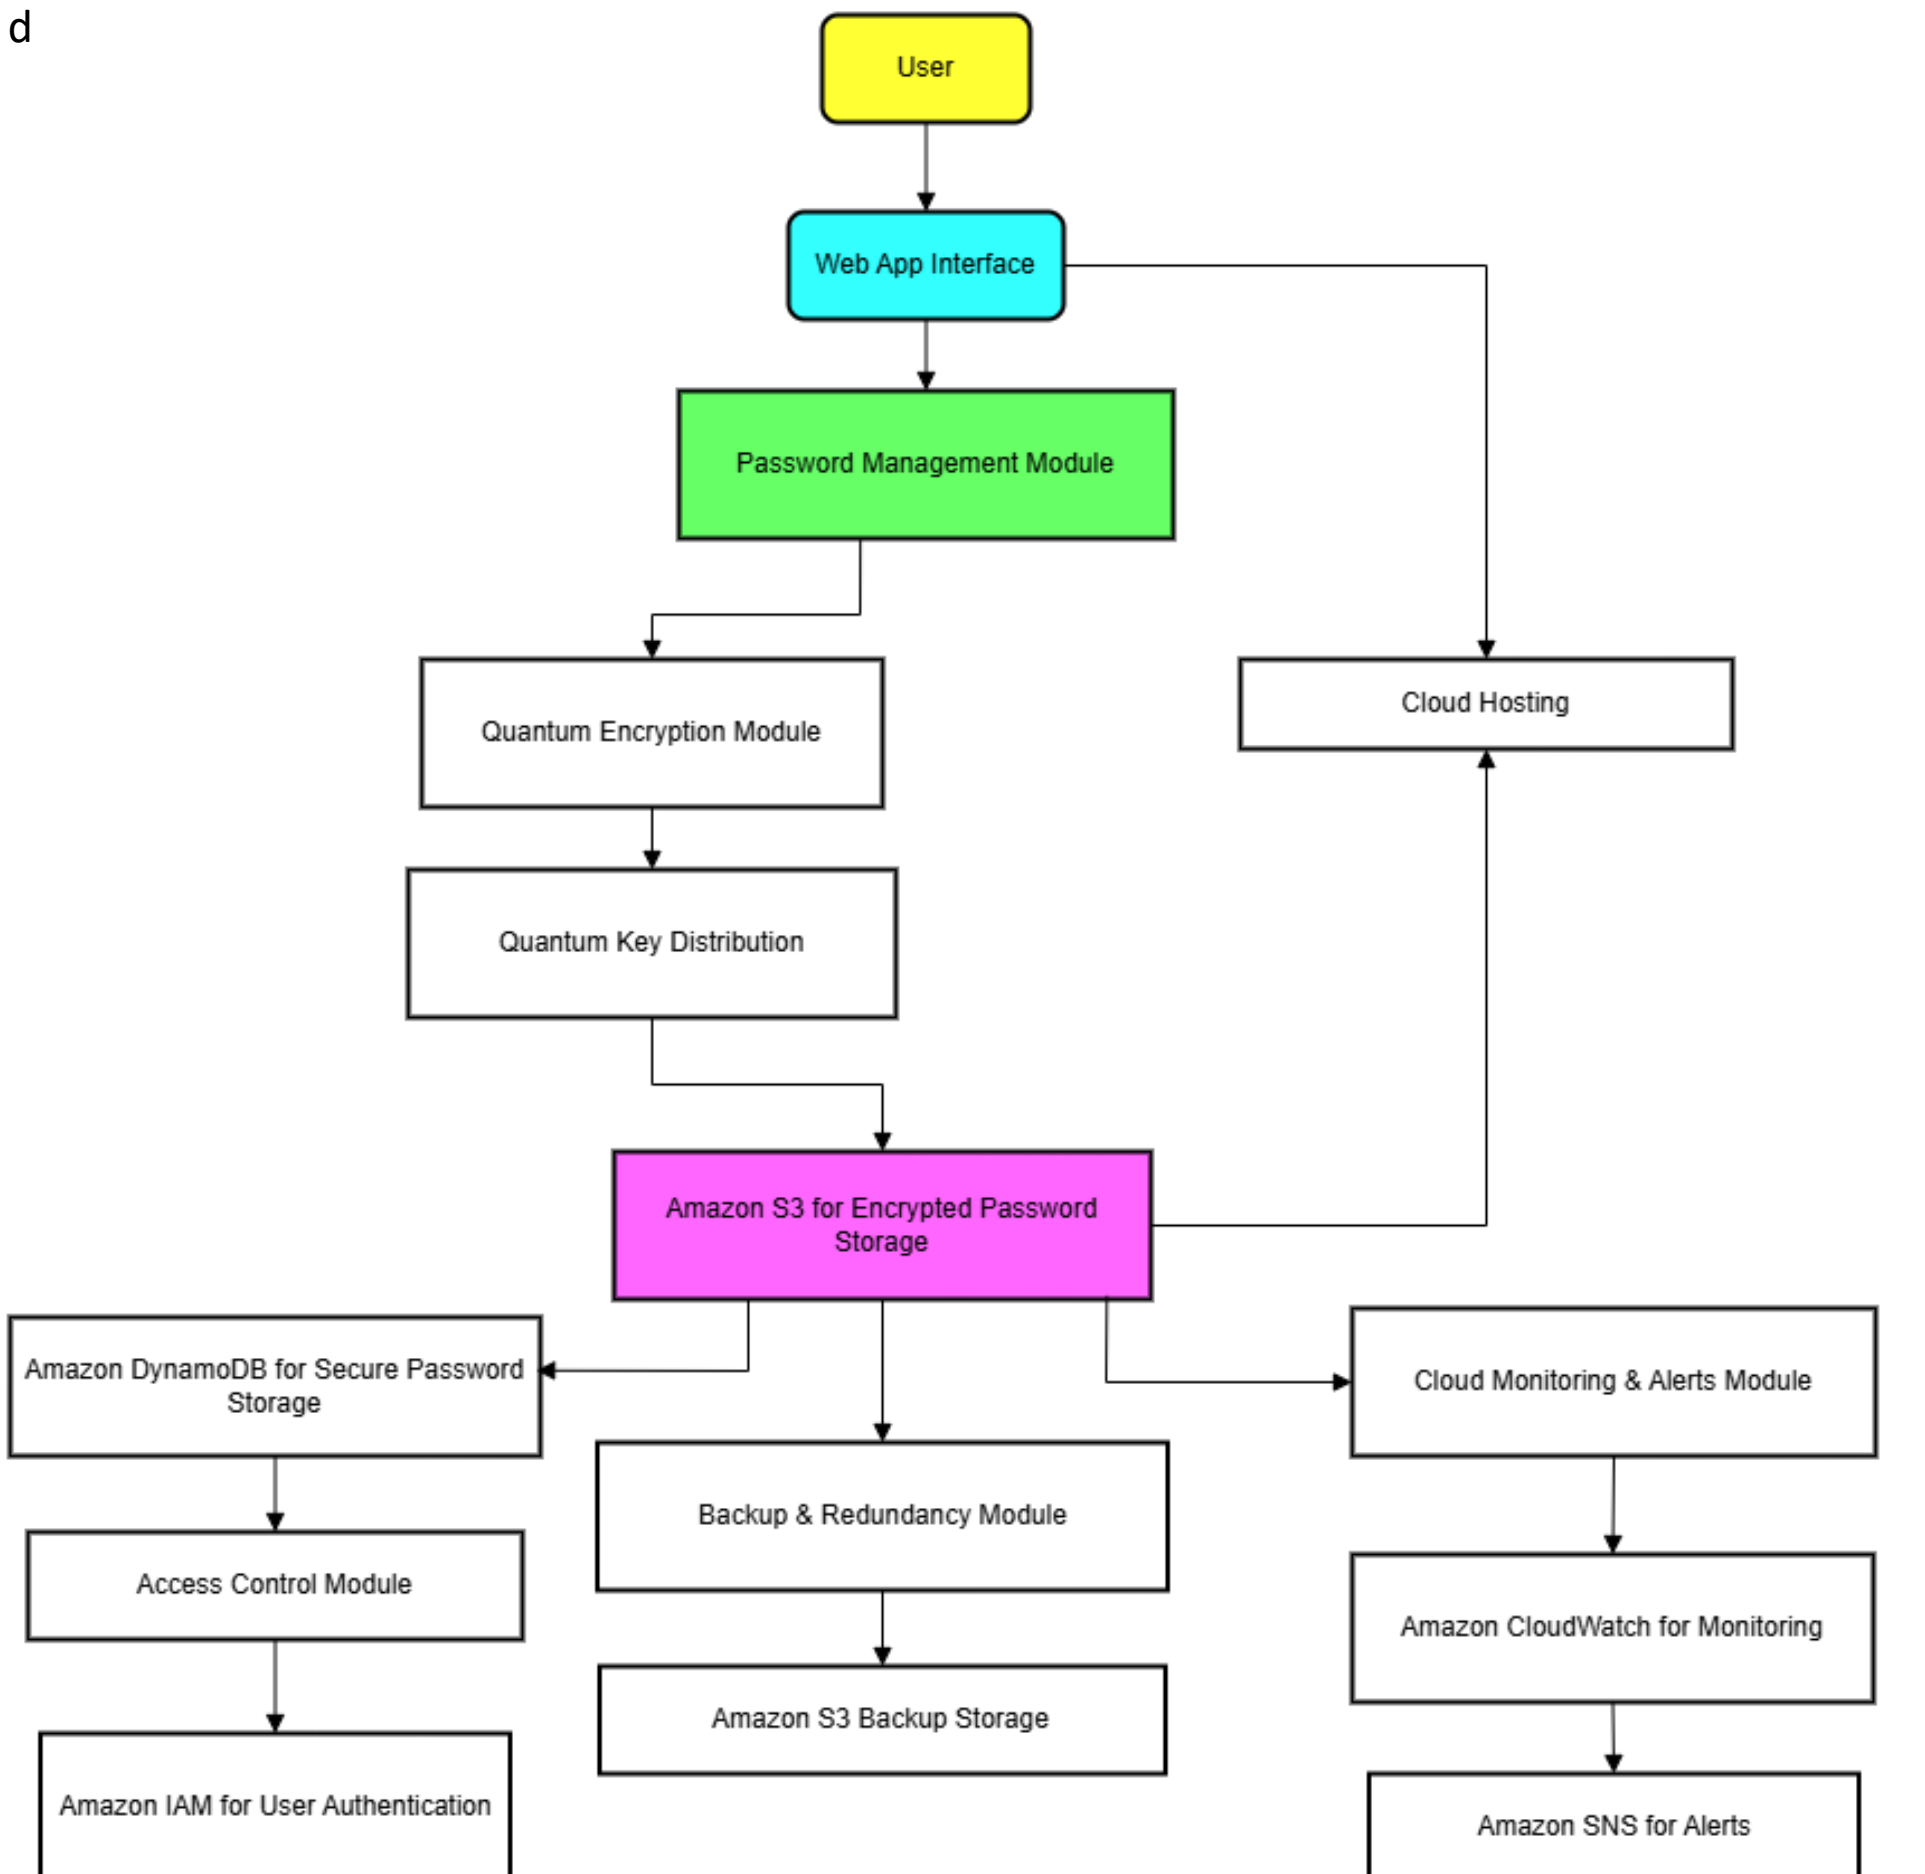 d
User
Web App Interface
Password Management Module
Quantum Encryption Module
Cloud Hosting
Quantum Key Distribution
Amazon S3 for Encrypted Password
Storage
Amazon DynamoDB for Secure Password
Storage
Cloud Monitoring & Alerts Module
Backup & Redundancy Module
Access Control Module
Amazon CloudWatch for Monitoring
Amazon S3 Backup Storage
Amazon IAM for User Authentication
Amazon SNS for Alerts